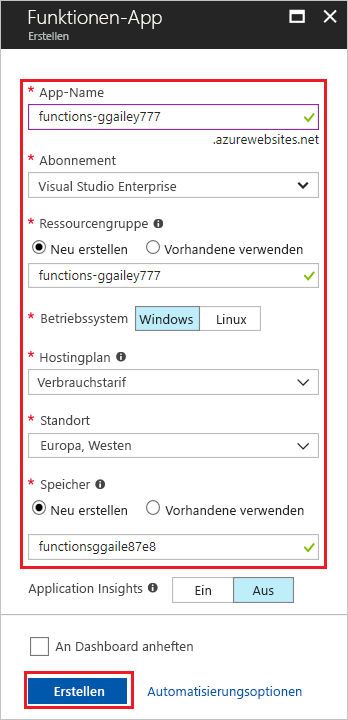 Funktionen-App
Erstellen
* App-Name
functions-ggailey777
.azurewebsites.net
* Abonnement
Visual Studio Enterprise
* Ressourcengruppe
Neu erstellen Vorhandene verwenden
functions-ggailey777
* Betriebssystem Windows Linux
* Hostingplan
Verbrauchstarif
* Standort
Europa, Westen
* Speicher
Neu erstellen Vorhandene verwenden
functionsggaile87e8
Application Insights Ein Aus
An Dashboard anheften
Erstellen Automatisierungsoptionen